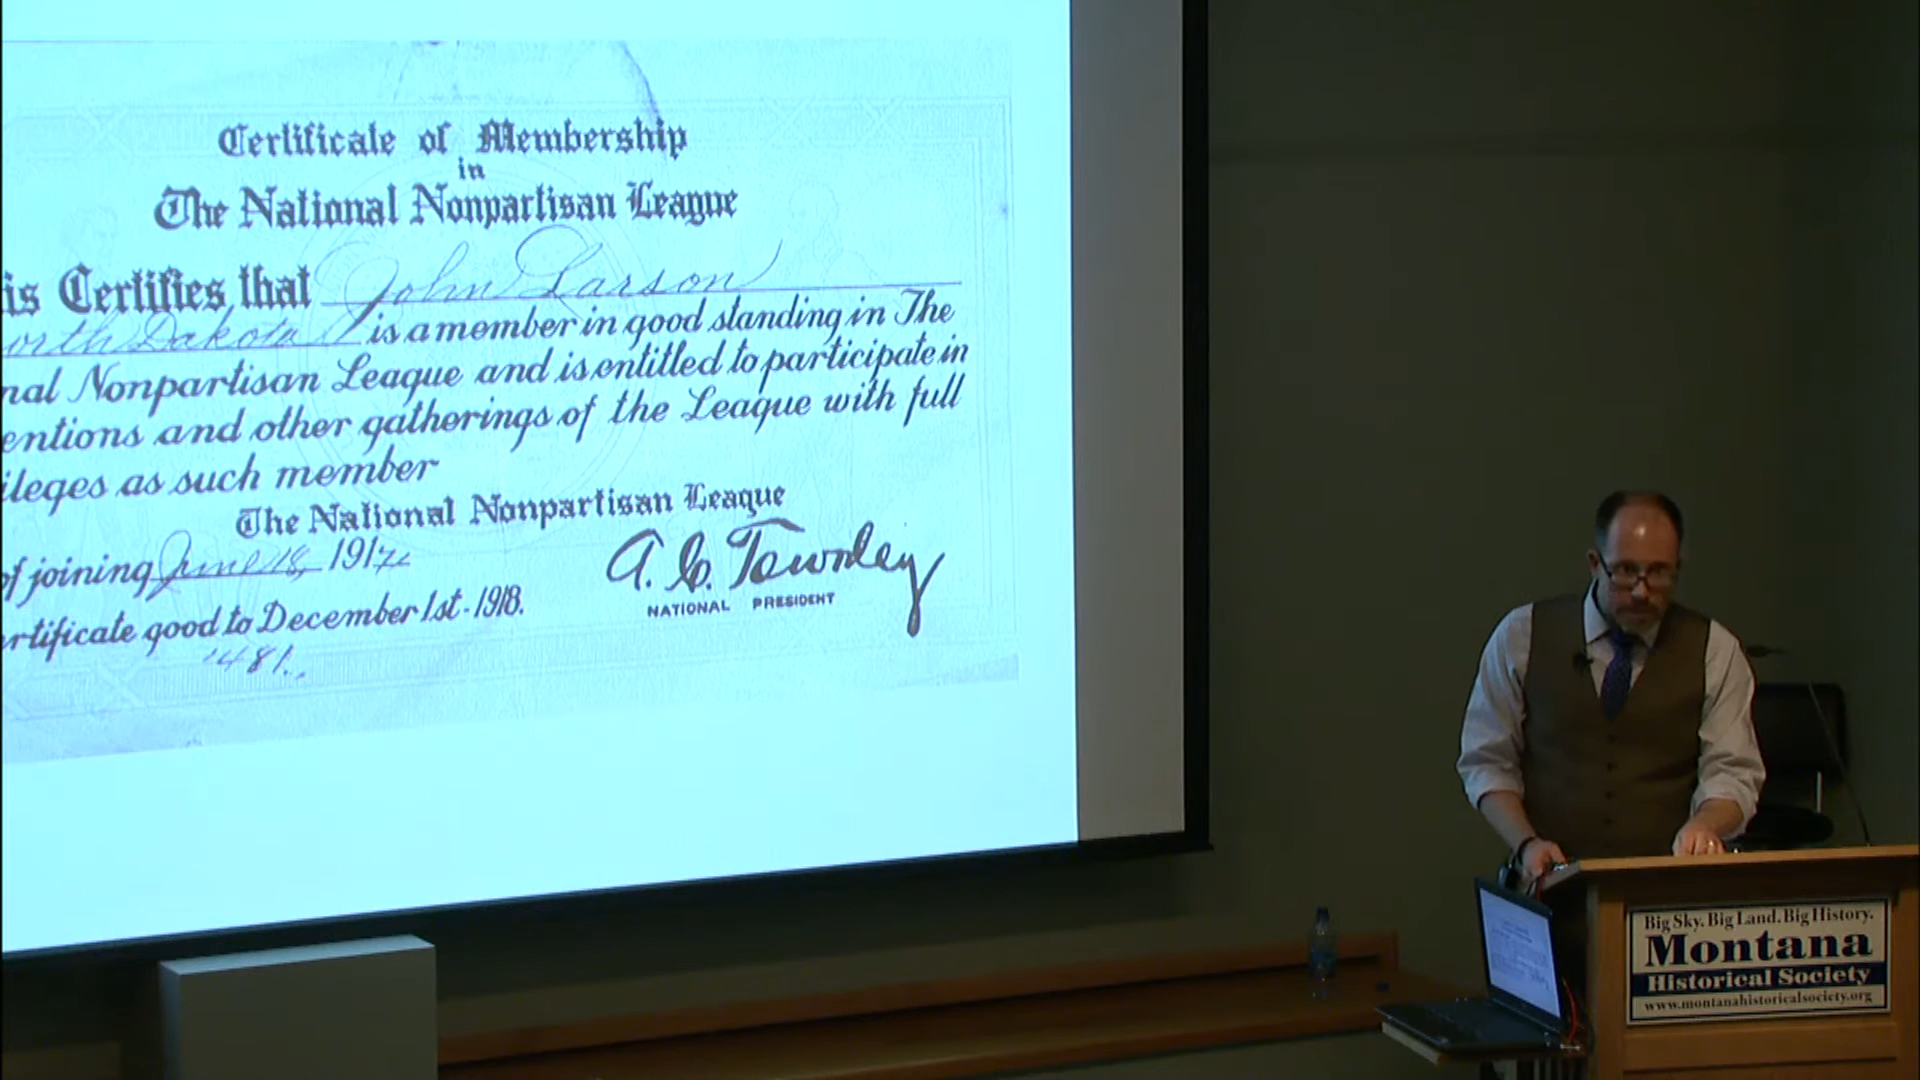 Certificate of Membership
in
The National Nonpartisan League
is Certifies that John Larson
orth Dakota is a member in good standing in The
nal Nonpartisan League and is entitled to participate in
entions and other gatherings of the League with full
ileges as such member
The National Nonpartisan League
of joining June 18, 191
A. C. Townley
NATIONAL PRESIDENT
rtificate good to December 1st-1918.
481
Big Sky. Big Land. Big History.
Montana
Historical Society
www.montanahistoricalsociety.org